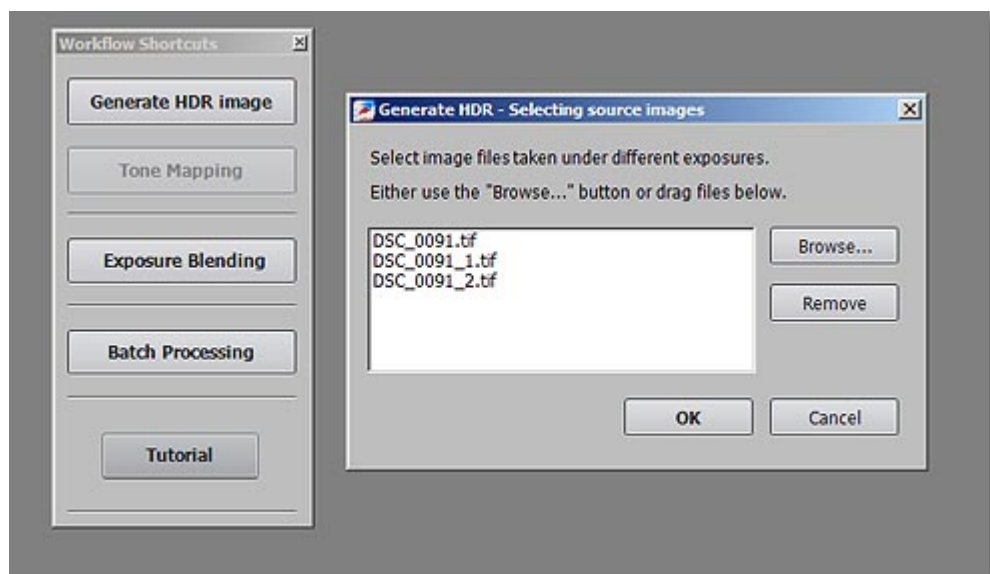 Workflow Shortcuts
Generate HDR image
Tone Mapping
Exposure Blending
Batch Processing
Tutorial
Generate HDR - Selecting source images
Select image files taken under different exposures.
Either use the "Browse..." button or drag files below.
DSC_0091.tif
DSC_0091_1.tif
DSC_0091_2.tif
Browse...
Remove
OK
Cancel